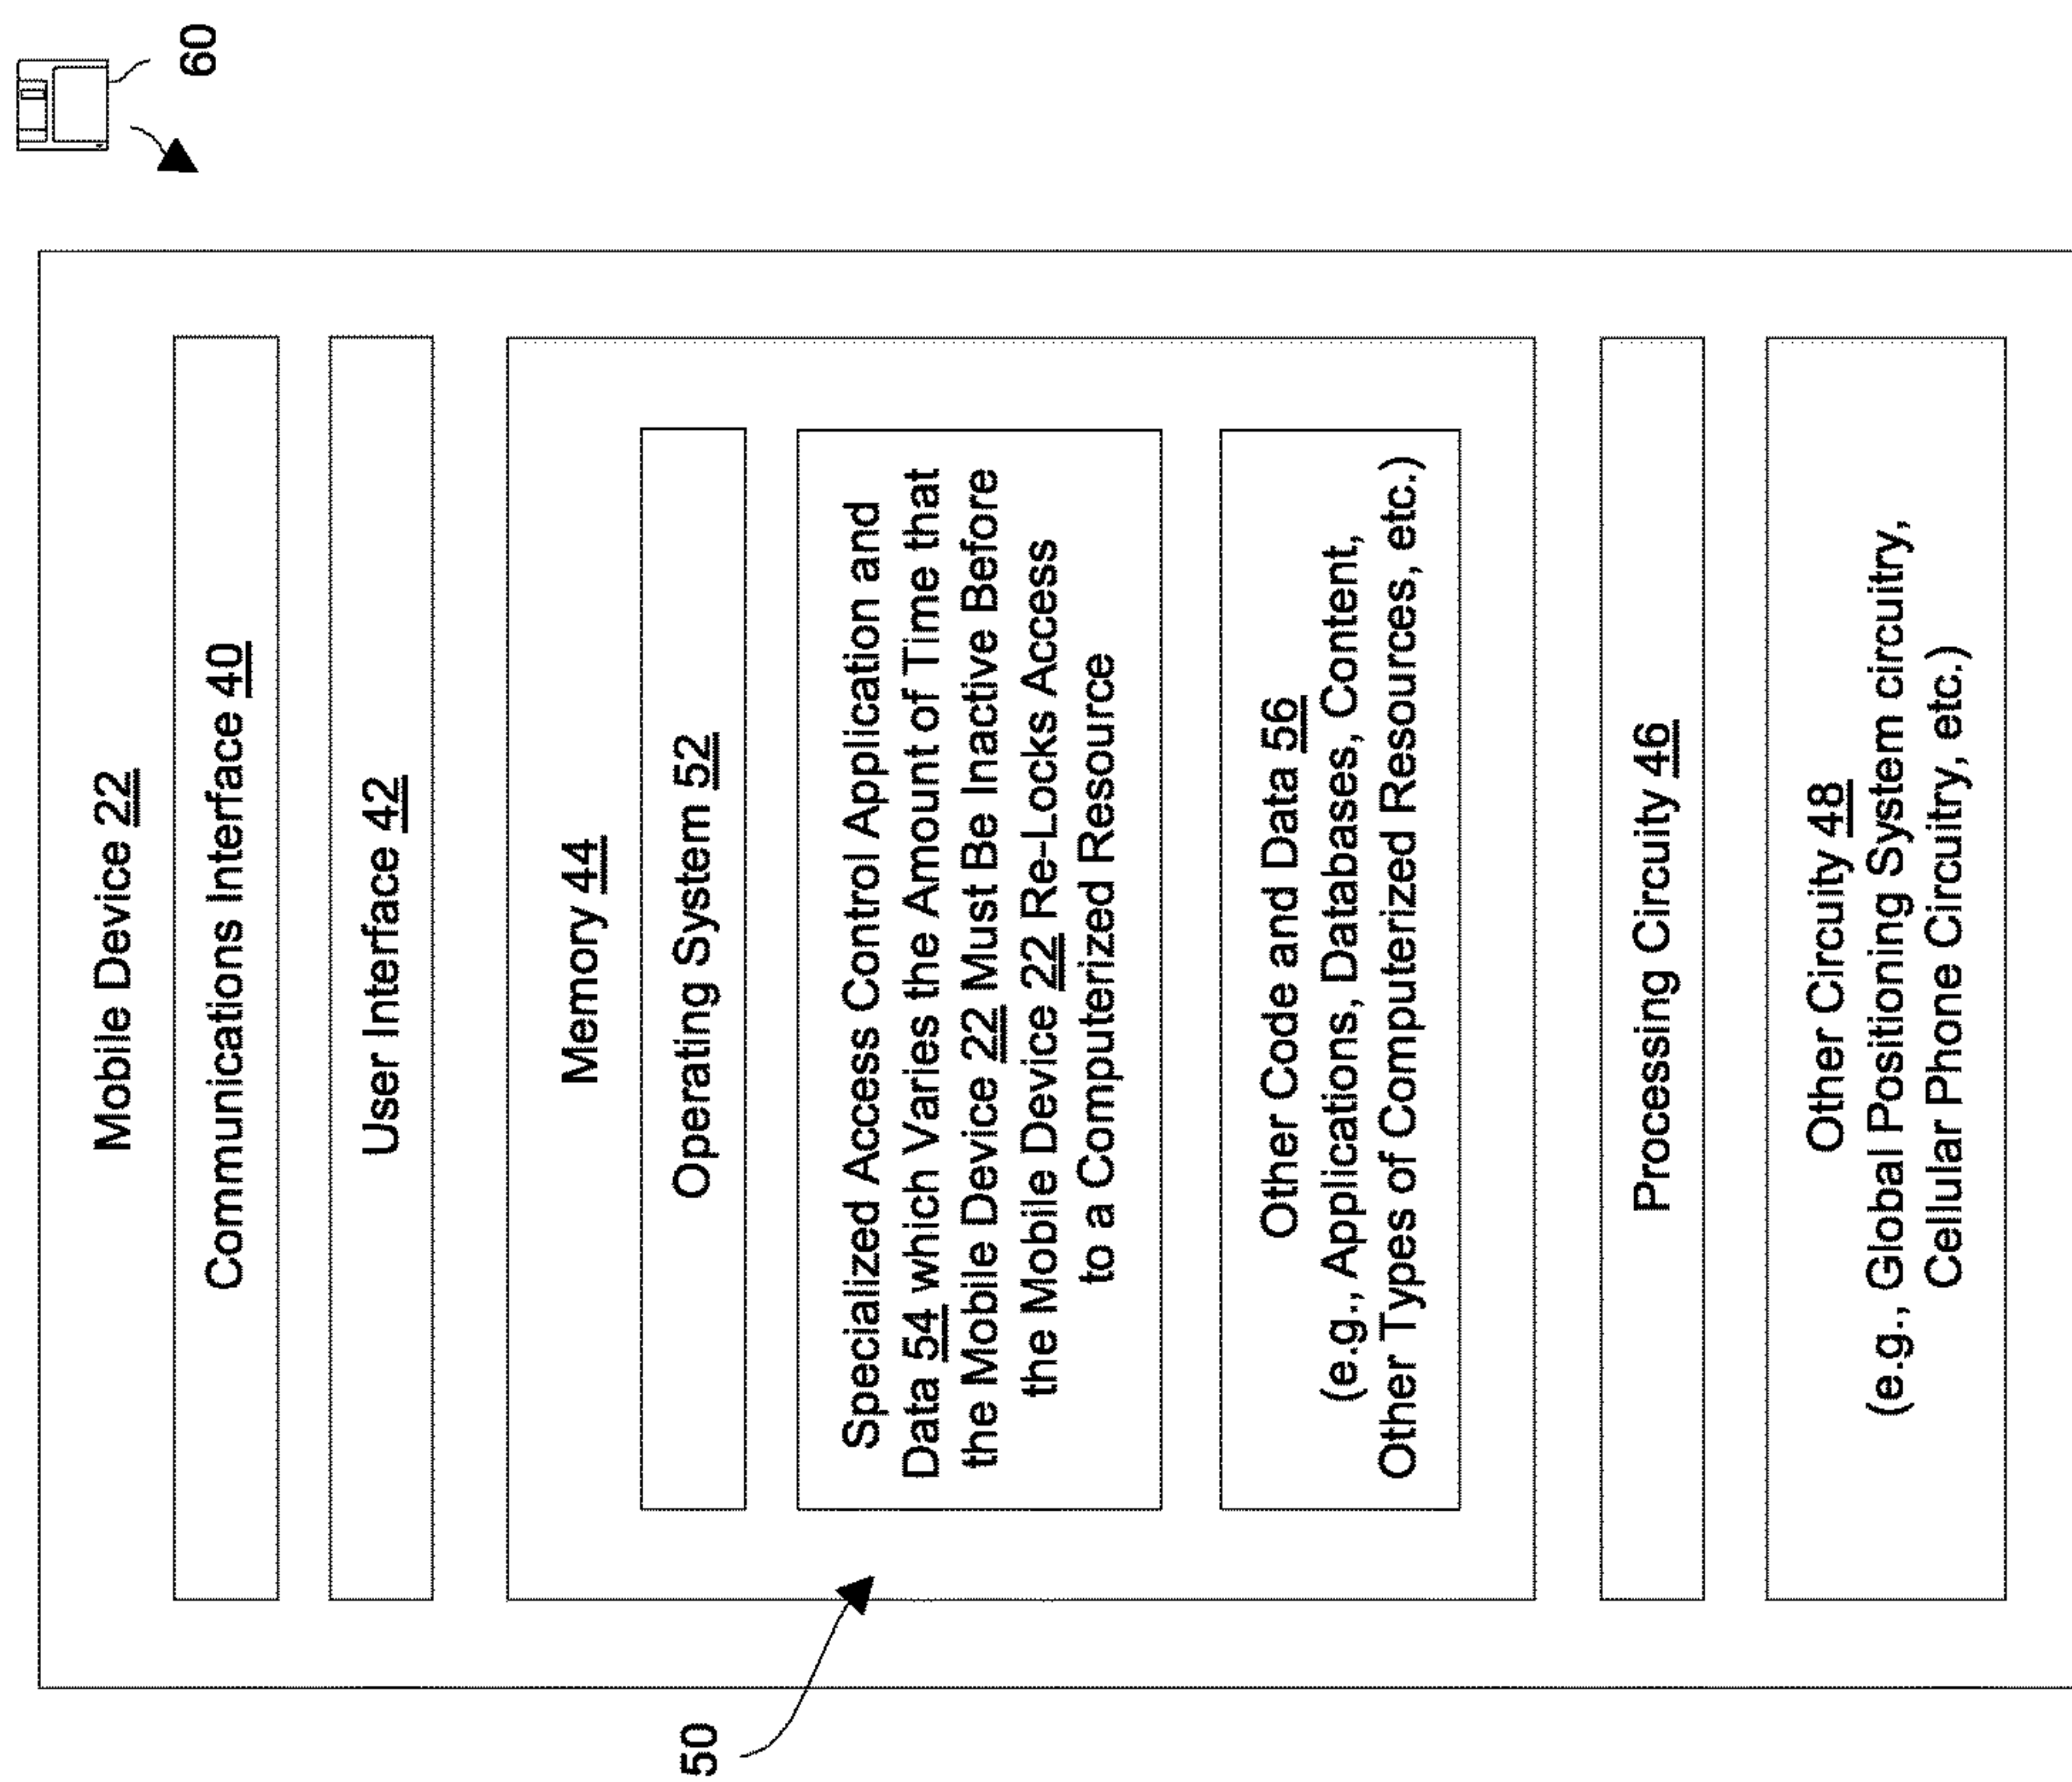 60
Mobile Device 22
Communications Interface 40
User Interface 42
Memory 44
Operating System 52
Specialized Access Control Application and
Data 54 which Varies the Amount of Time that
the Mobile Device 22 Must Be Inactive Before
the Mobile Device 22 Re-Locks Access
to a Computerized Resource
Other Code and Data 56
(e.g., Applications, Databases, Content,
Other Types of Computerized Resources, etc.)
Processing Circuity 46
Other Circuity 48
(e.g., Global Positioning System circuitry,
Cellular Phone Circuitry, etc.)
50